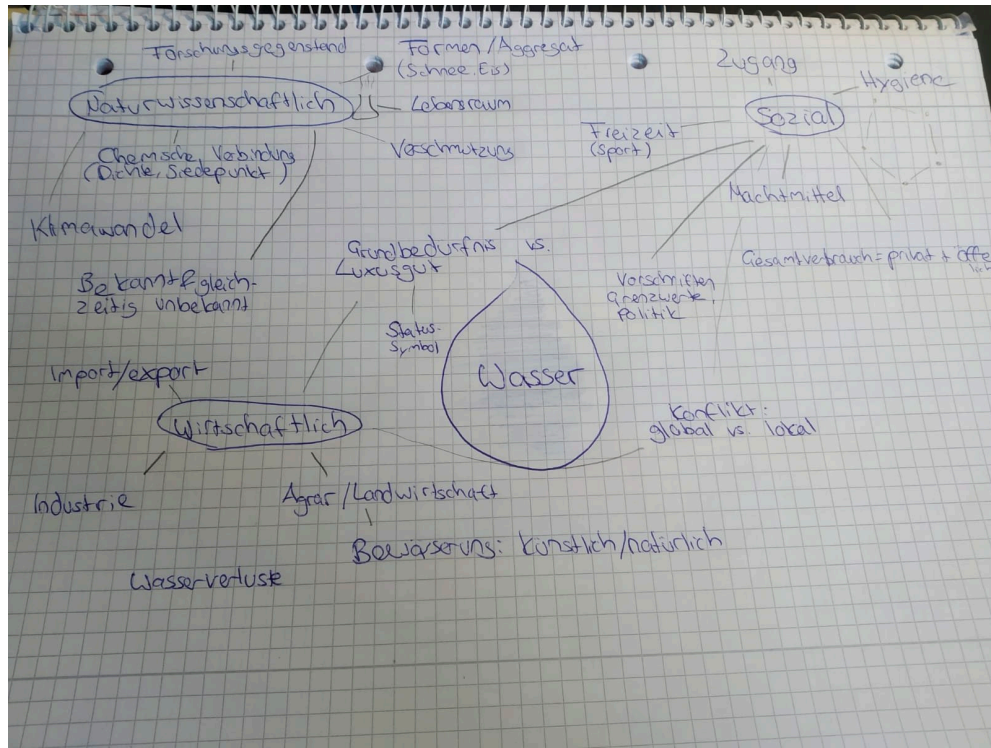 Forschungsgegenstand
Formen/Aggregat
(Schnee, Eis)
Naturwissenschaftlich
Lebensraum
Verschmutzung
Chemische Verbindung
(Dichte, Siedepunkt)
Klimawandel
Bekannt & gleich-
zeitig unbekannt
Zugang
Hygiene
Sozial
Freizeit
(Sport)
Machtmittel
Gesamtverbrauch = privat + öffe
lich
Vorschriften
Grenzwerte,
Politik
Grundbedürfnis vs.
Luxusgut
Status-
Symbol
Wasser
Konflikt:
global vs. lokal
Import/export
Wirtschaftlich
Industrie
Agrar/Landwirtschaft
Bewässerung: künstlich/natürlich
Wasserverluste